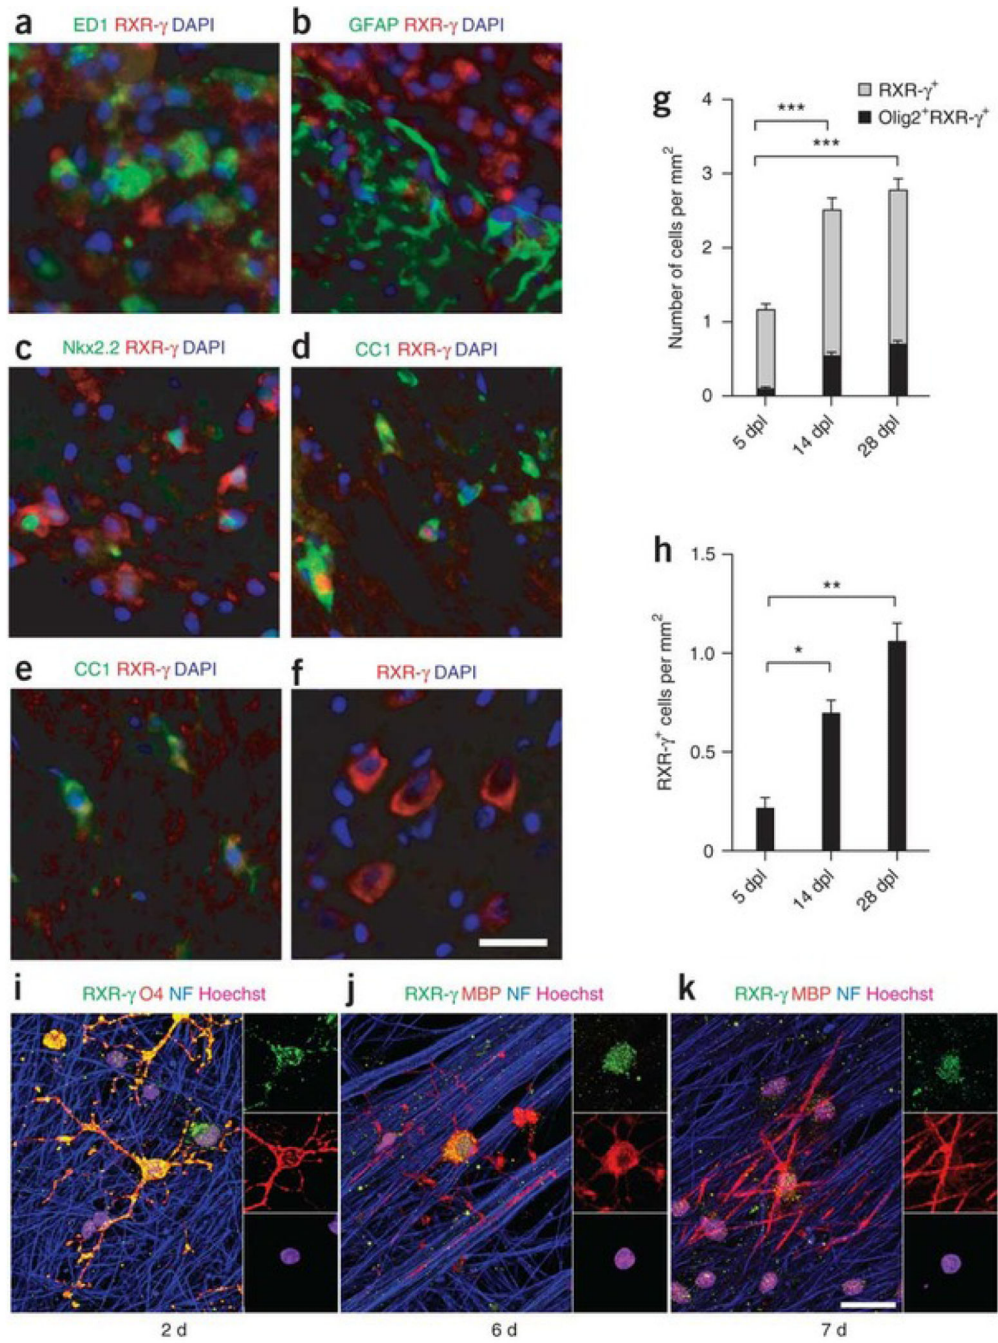 a ED1 RXR-γ DAPI
b GFAP RXR-γ DAPI
c Nkx2.2 RXR-γ DAPI
d CC1 RXR-γ DAPI
e CC1 RXR-γ DAPI
f RXR-γ DAPI
g
RXR-γ⁺
Olig2⁺RXR-γ⁺
Number of cells per mm²
4
3
2
1
0
***
***
5 dpl
14 dpl
28 dpl
h
RXR-γ⁺ cells per mm²
1.5
1.0
0.5
0
**
*
5 dpl
14 dpl
28 dpl
i RXR-γ O4 NF Hoechst
j RXR-γ MBP NF Hoechst
k RXR-γ MBP NF Hoechst
2 d
6 d
7 d